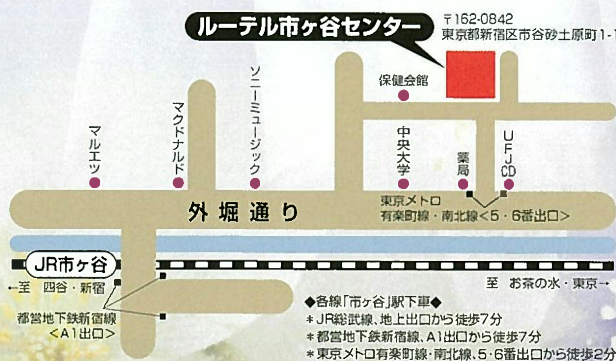 ルーテル市ヶ谷センター
〒162-0842
東京都新宿区市谷砂土原町1-1
保健会館
ソニーミュージック
マクドナルド
マルエツ
中央大学
薬局
UFJCD
外堀通り
東京メトロ
有楽町線・南北線<5・6番出口>
JR市ヶ谷
←至 四谷・新宿
至 お茶の水・東京→
都営地下鉄新宿線
<A1出口>
◆各線「市ヶ谷」駅下車◆
*JR総武線、地上出口から徒歩7分
*都営地下鉄新宿線、A1出口から徒歩7分
*東京メトロ有楽町線・南北線、5・6番出口から徒歩2分